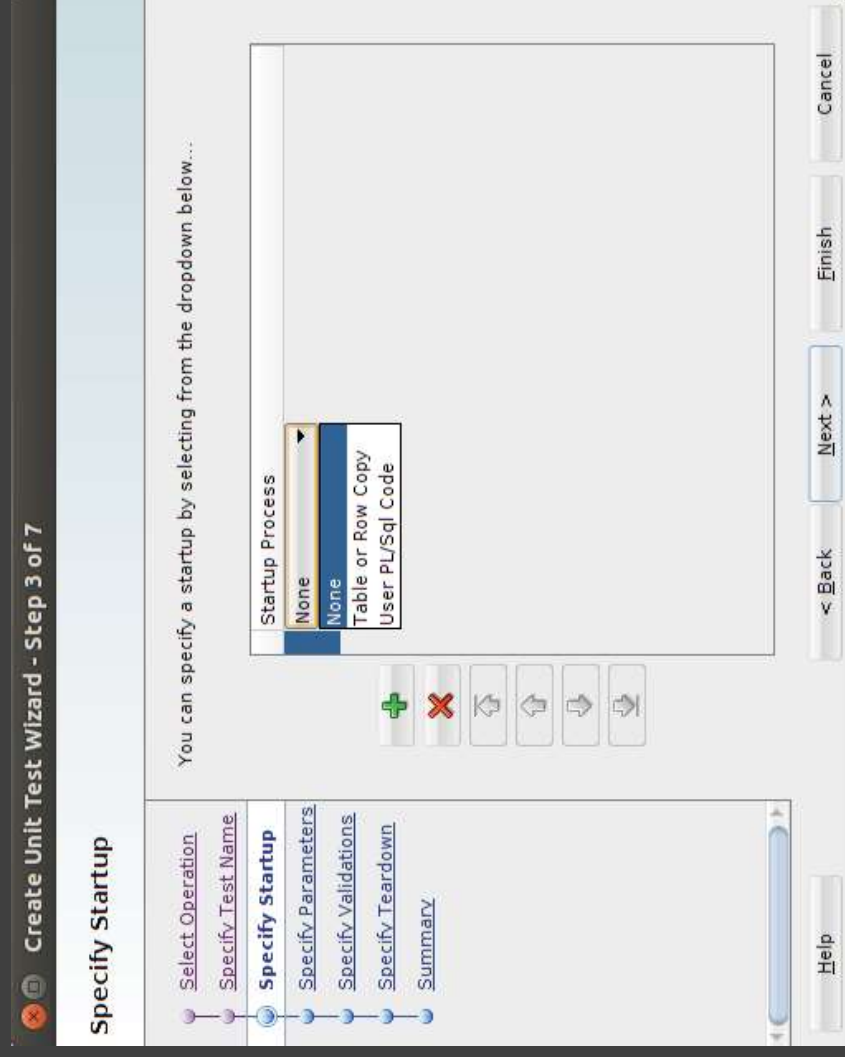 Create Unit Test Wizard - Step 3 of 7
Specify Startup
Select Operation
Specify Test Name
Specify Startup
Specify Parameters
Specify Validations
Specify Teardown
Summary
You can specify a startup by selecting from the dropdown below...
Startup Process
None
None
Table or Row Copy
User PL/Sql Code
Help
< Back
Next >
Finish
Cancel